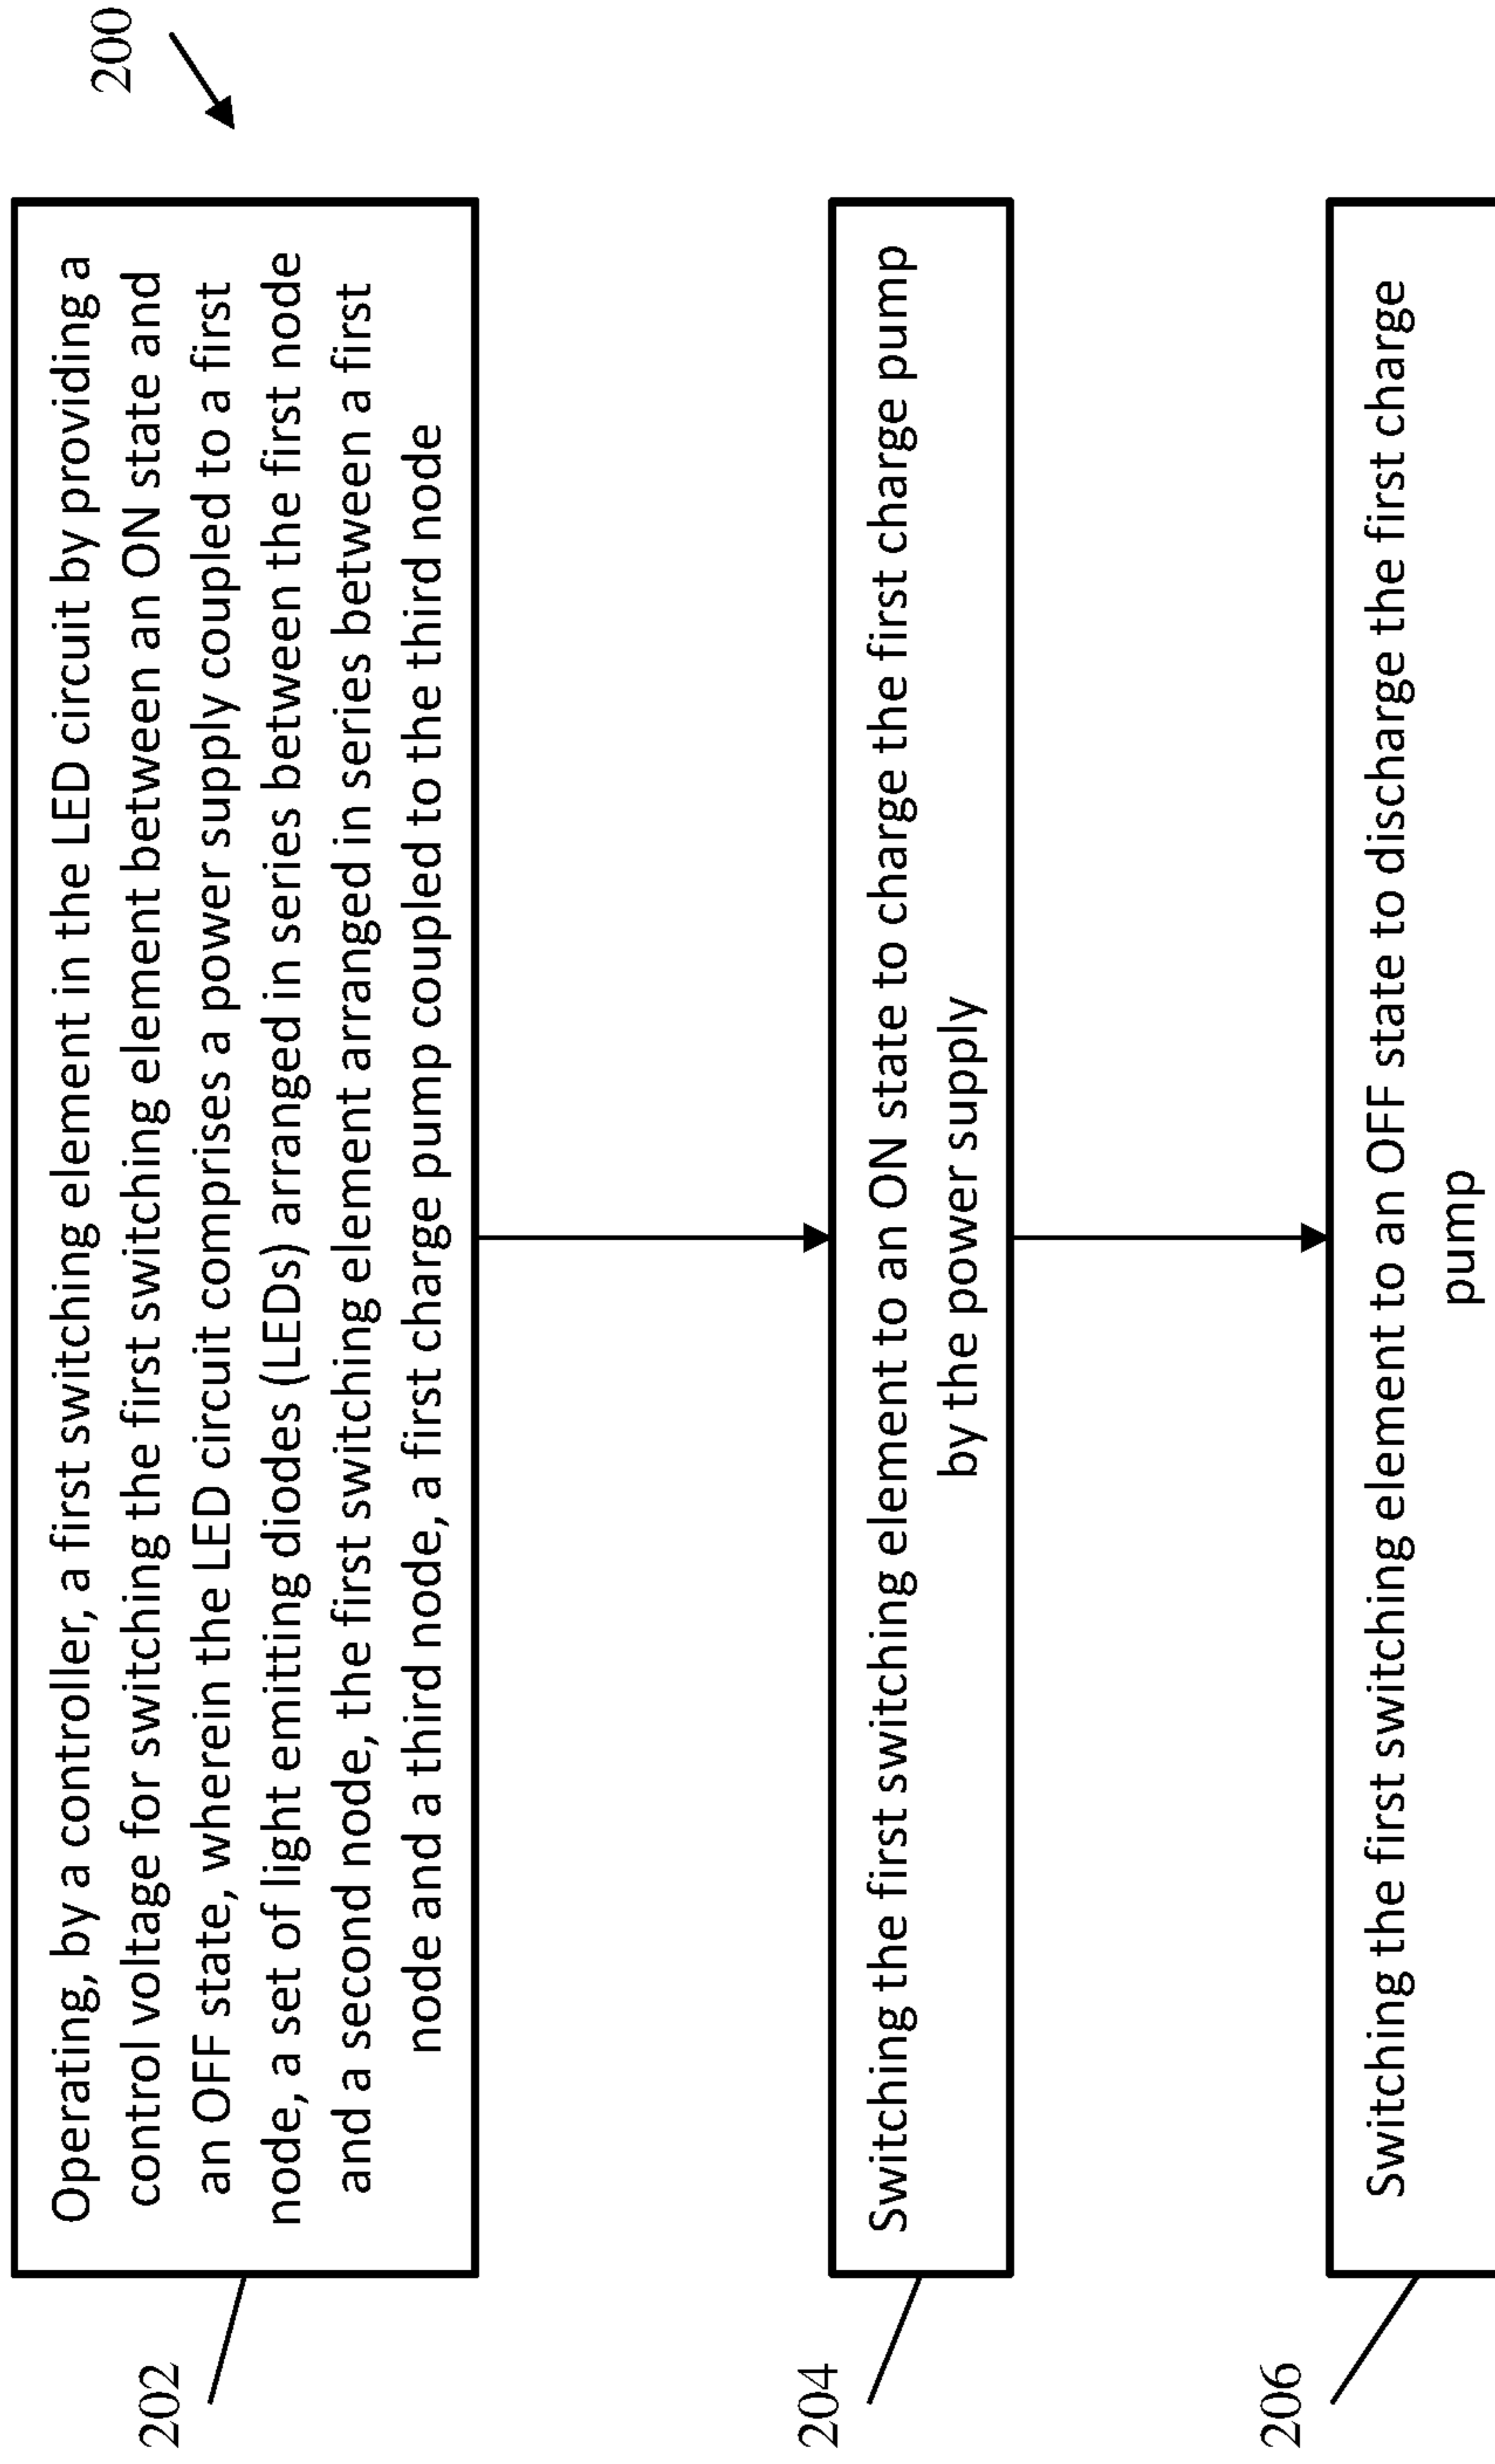 200
202
Operating, by a controller, a first switching element in the LED circuit by providing a
control voltage for switching the first switching element between an ON state and
an OFF state, wherein the LED circuit comprises a power supply coupled to a first
node, a set of light emitting diodes (LEDs) arranged in series between the first node
and a second node, the first switching element arranged in series between a first
node and a third node, a first charge pump coupled to the third node
204
Switching the first switching element to an ON state to charge the first charge pump
by the power supply
206
Switching the first switching element to an OFF state to discharge the first charge
pump